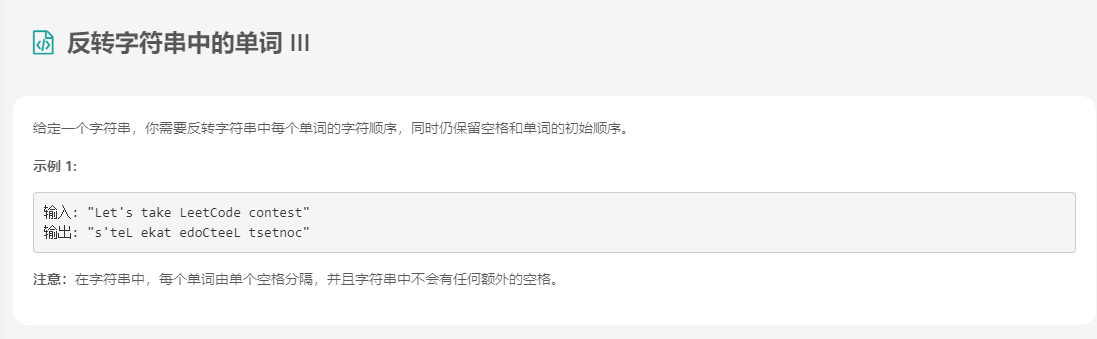 反转字符串中的单词 III
给定一个字符串，你需要反转字符串中每个单词的字符顺序，同时仍保留空格和单词的初始顺序。
示例 1:
输入: "Let's take LeetCode contest"
输出: "s'teL ekat edoCteeL tsetnoc"
注意：在字符串中，每个单词由单个空格分隔，并且字符串中不会有任何额外的空格。